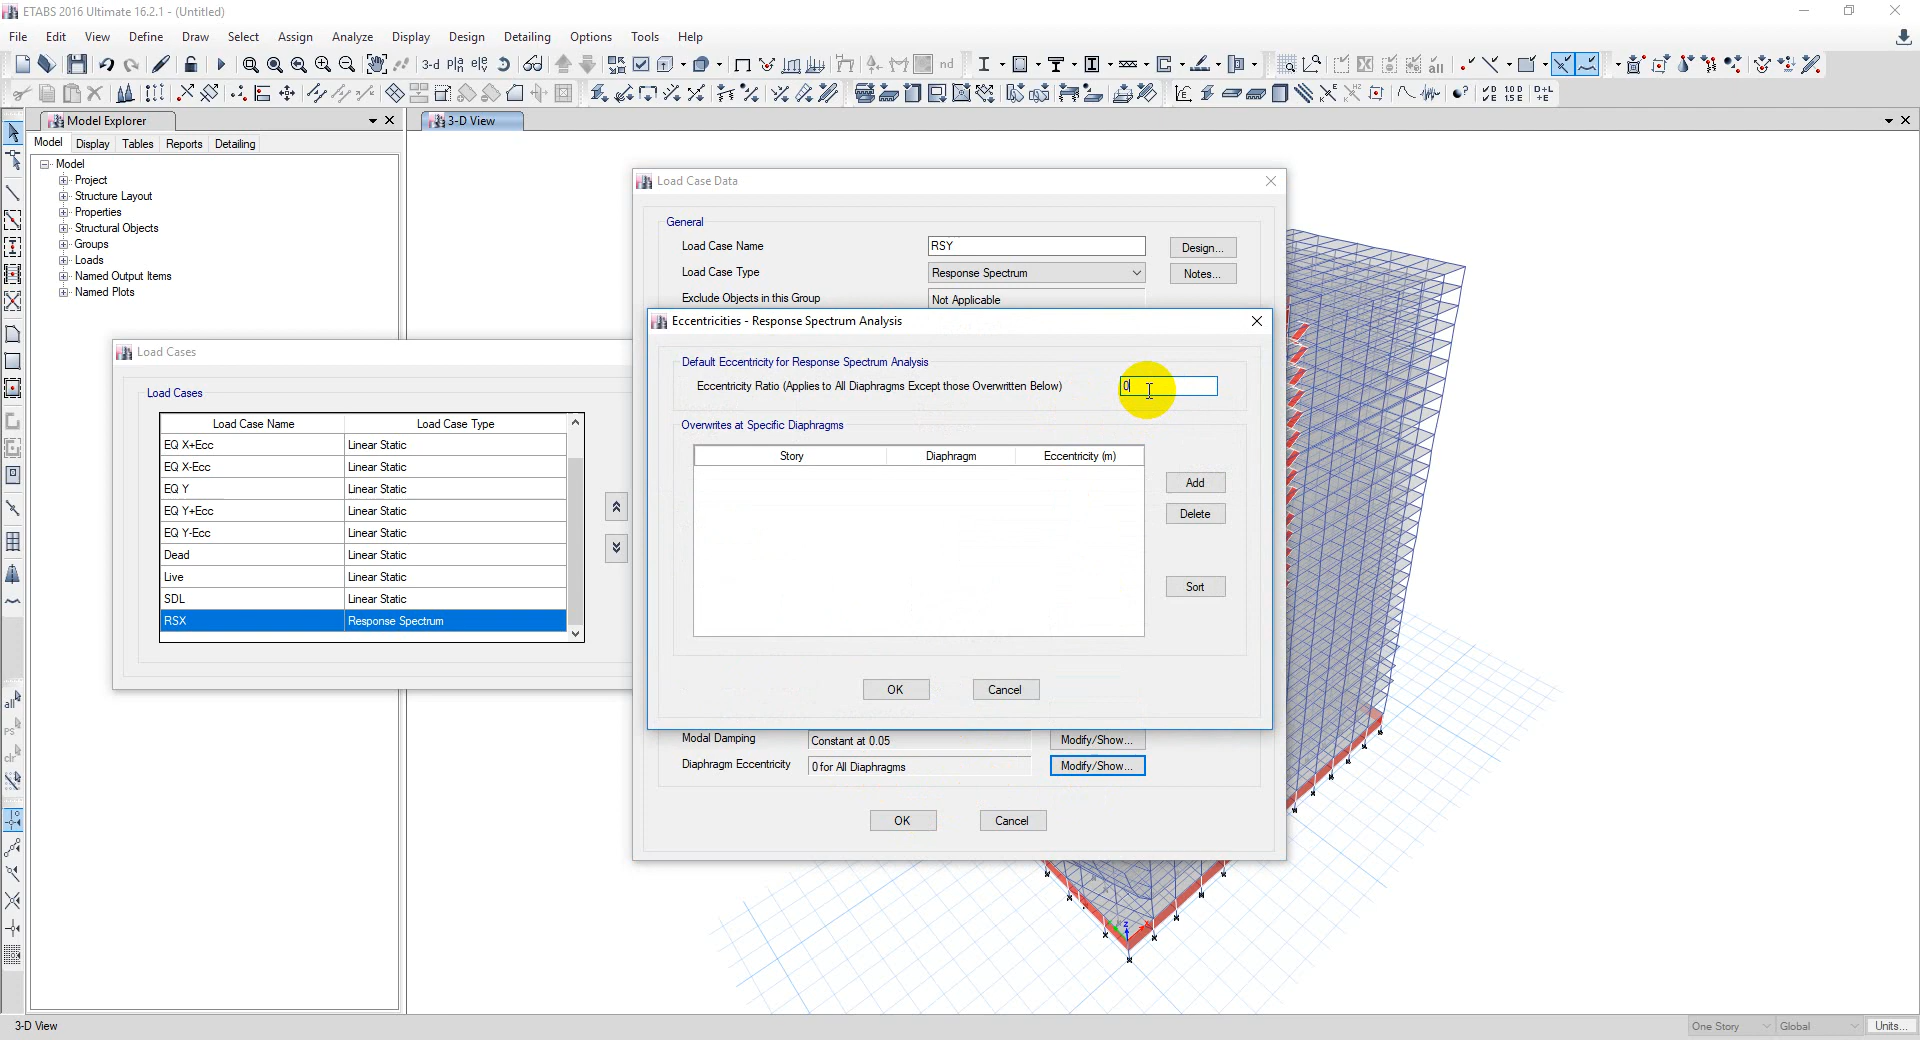 ETABS 2016 Ultimate 16.2.1 - (Untitled)
File Edit View Define Draw Select Assign Analyze Display Design Detailing Options Tools Help
3-d
nd
all
Model Explorer
3-D View
Model Display Tables Reports Detailing
Model
Project
Structure Layout
Properties
Structural Objects
Groups
Loads
Named Output Items
Named Plots
Load Case Data
General
Load Case Name RSY Design...
Load Case Type Response Spectrum Notes...
Exclude Objects in this Group Not Applicable
Eccentricities - Response Spectrum Analysis
Default Eccentricity for Response Spectrum Analysis
Eccentricity Ratio (Applies to All Diaphragms Except those Overwritten Below) 0
Overwrites at Specific Diaphragms
Story Diaphragm Eccentricity (m)
Add
Delete
Sort
OK Cancel
Modal Damping Constant at 0.05 Modify/Show...
Diaphragm Eccentricity 0 for All Diaphragms Modify/Show...
OK Cancel
Load Cases
Load Cases
Load Case Name Load Case Type
EQ X+Ecc Linear Static
EQ X-Ecc Linear Static
EQ Y Linear Static
EQ Y+Ecc Linear Static
EQ Y-Ecc Linear Static
Dead Linear Static
Live Linear Static
SDL Linear Static
RSX Response Spectrum
all
ps
clr
3-D View One Story Global Units...